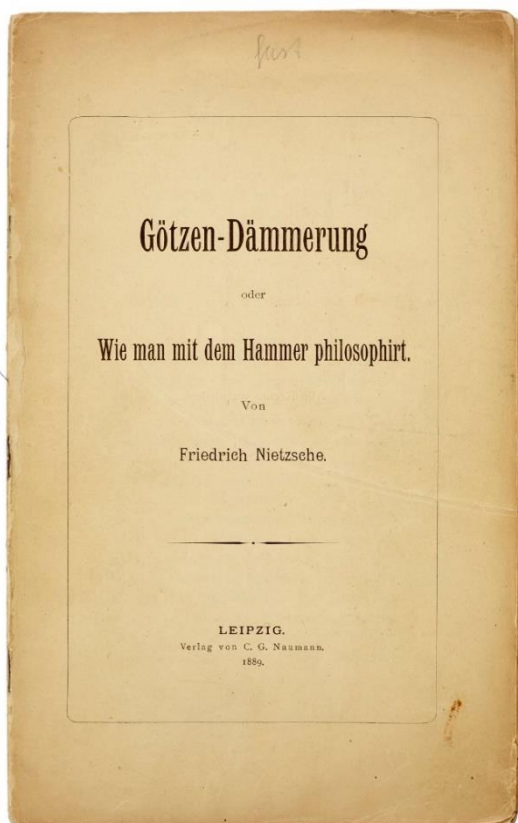 Götzen-Dämmerung
oder
Wie man mit dem Hammer philosophirt.
Von
Friedrich Nietzsche.
LEIPZIG.
Verlag von C. G. Naumann.
1889.